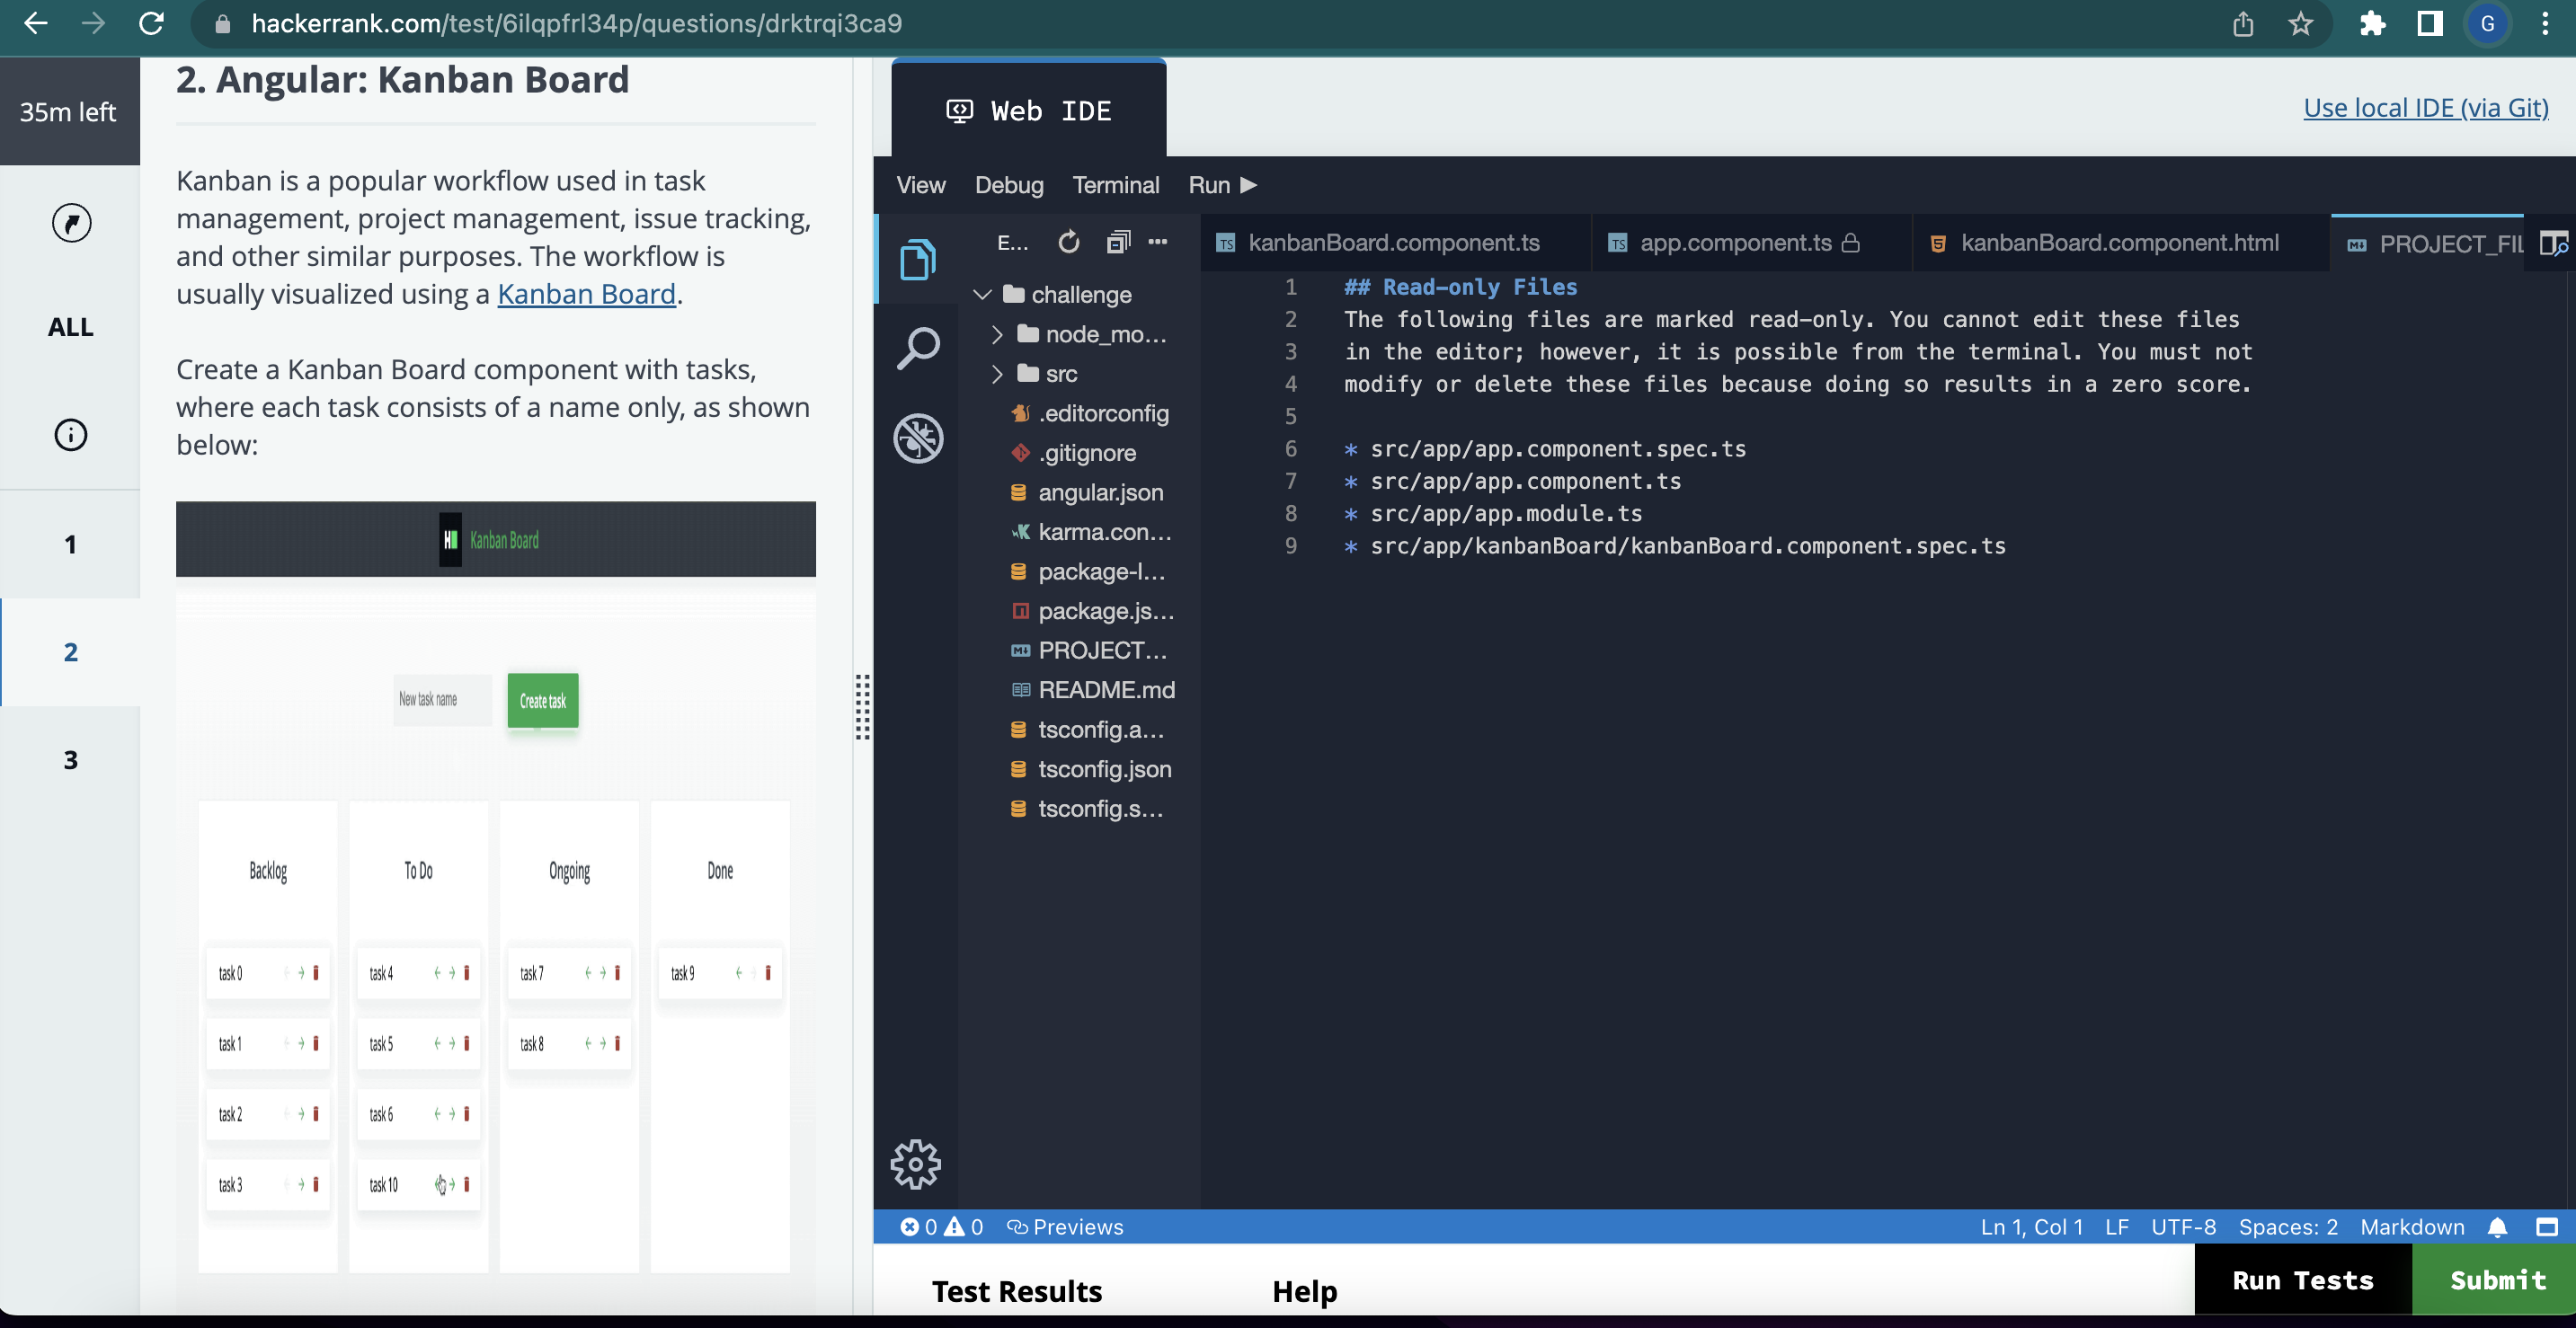 hackerrank.com/test/6ilqpfrl34p/questions/drktrqi3ca9
G
35m left
ALL
1
2
3
2. Angular: Kanban Board
Kanban is a popular workflow used in task
management, project management, issue tracking,
and other similar purposes. The workflow is
usually visualized using a Kanban Board.
Create a Kanban Board component with tasks,
where each task consists of a name only, as shown
below:
H Kanban Board
New task name Create task
Backlog To Do Ongoing Done
task 0 task 4 task 7 task 9
task 1 task 5 task 8
task 2 task 6
task 3 task 10
Web IDE
Use local IDE (via Git)
View Debug Terminal Run
E...
challenge
node_mo...
src
.editorconfig
.gitignore
angular.json
karma.con...
package-l...
package.js...
PROJECT...
README.md
tsconfig.a...
tsconfig.json
tsconfig.s...
TS kanbanBoard.component.ts TS app.component.ts kanbanBoard.component.html PROJECT_FIL
1 ## Read-only Files
2 The following files are marked read-only. You cannot edit these files
3 in the editor; however, it is possible from the terminal. You must not
4 modify or delete these files because doing so results in a zero score.
5
6 * src/app/app.component.spec.ts
7 * src/app/app.component.ts
8 * src/app/app.module.ts
9 * src/app/kanbanBoard/kanbanBoard.component.spec.ts
0 0 Previews
Ln 1, Col 1 LF UTF-8 Spaces: 2 Markdown
Test Results Help
Run Tests Submit